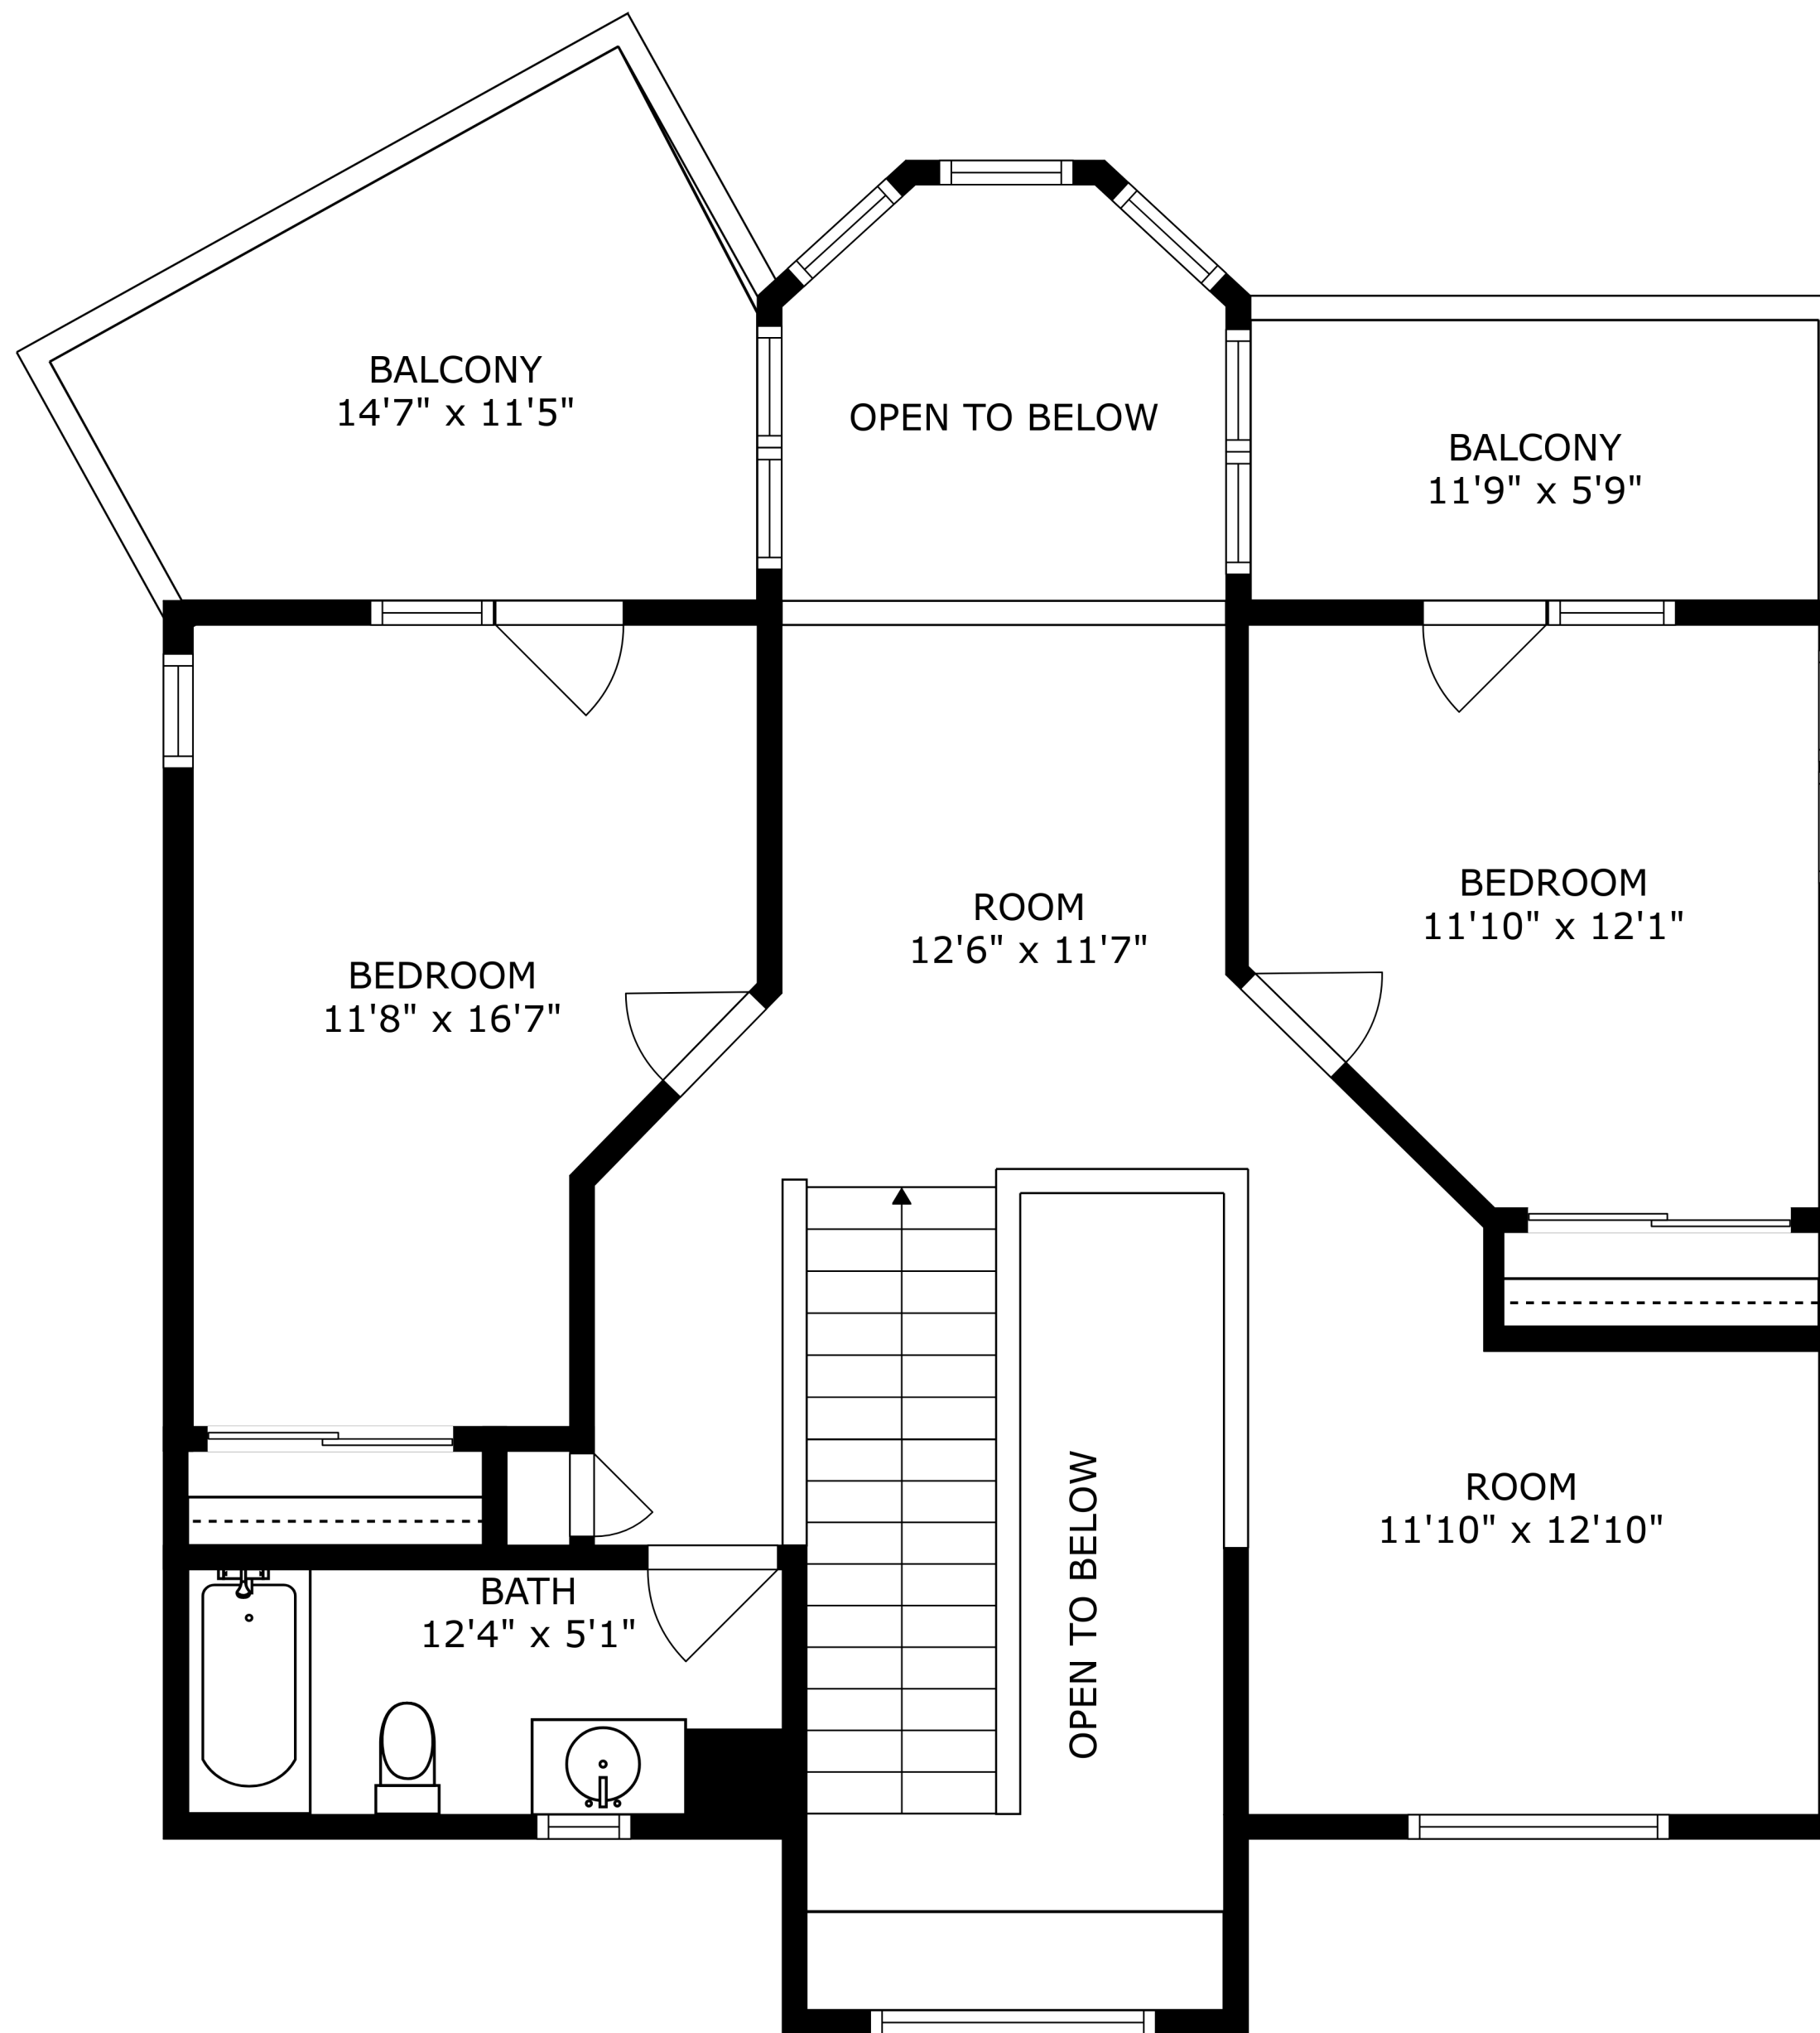 BALCONY
14'7" x 11'5"
OPEN TO BELOW
BALCONY
11'9" x 5'9"
BEDROOM
11'10" x 12'1"
ROOM
12'6" x 11'7"
BEDROOM
11'8" x 16'7"
ROOM
11'10" x 12'10"
OPEN TO BELOW
BATH
12'4" x 5'1"